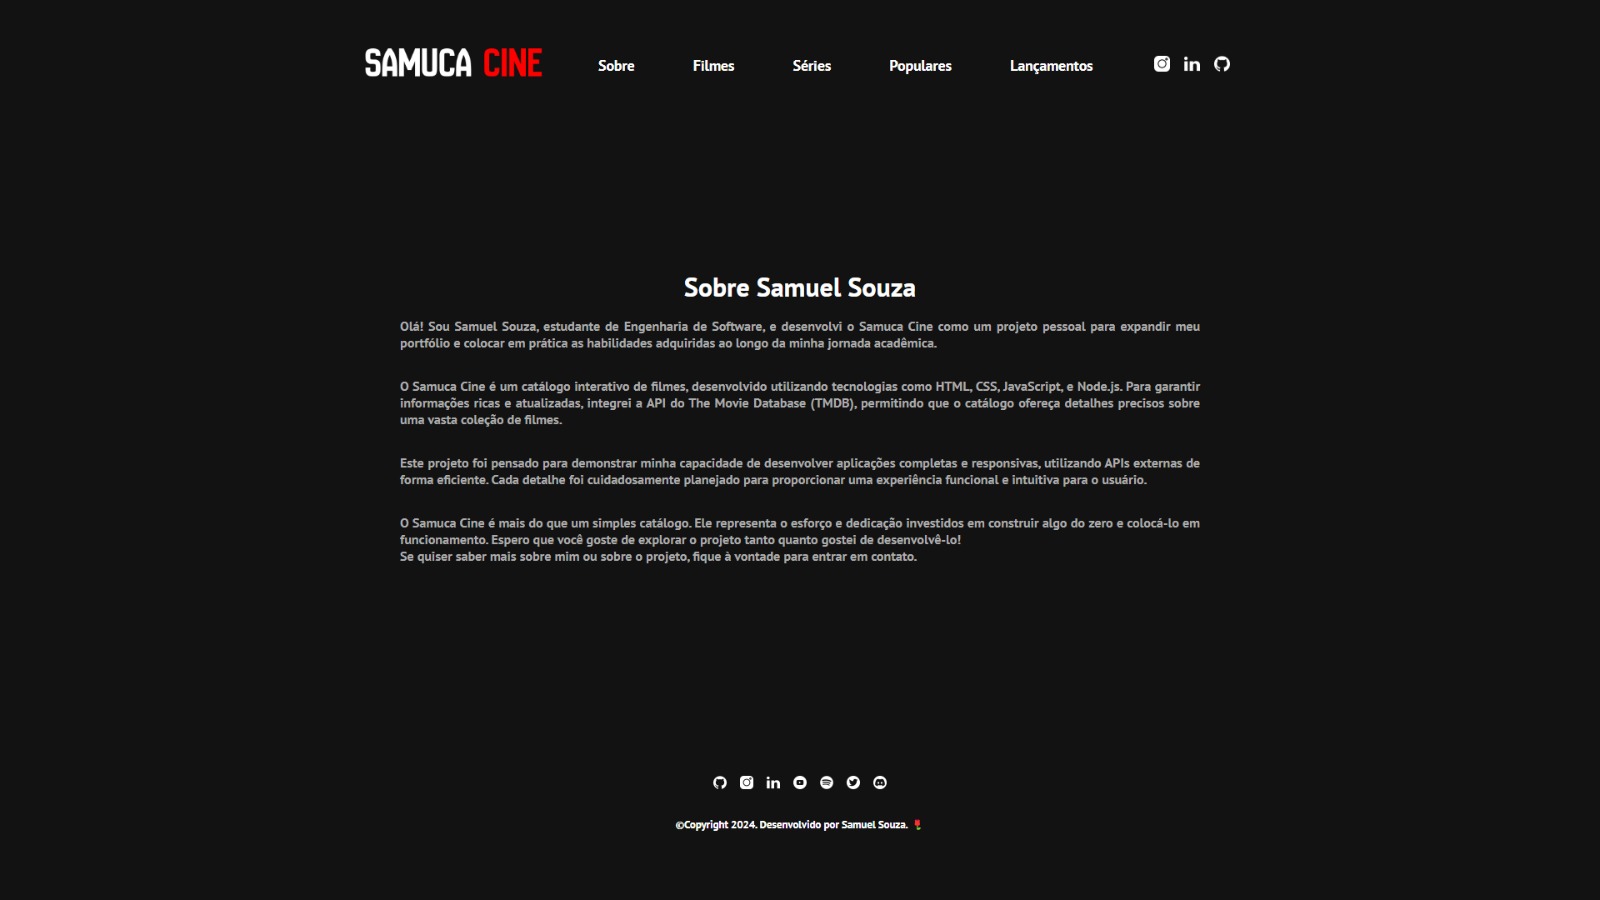 SAMUCA CINE
Sobre
Filmes
Séries
Populares
Lançamentos
Sobre Samuel Souza
Olá! Sou Samuel Souza, estudante de Engenharia de Software, e desenvolvi o Samuca Cine como um projeto pessoal para expandir meu
portfólio e colocar em prática as habilidades adquiridas ao longo da minha jornada acadêmica.
O Samuca Cine é um catálogo interativo de filmes, desenvolvido utilizando tecnologias como HTML, CSS, JavaScript, e Node.js. Para garantir
informações ricas e atualizadas, integrei a API do The Movie Database (TMDB), permitindo que o catálogo ofereça detalhes precisos sobre
uma vasta coleção de filmes.
Este projeto foi pensado para demonstrar minha capacidade de desenvolver aplicações completas e responsivas, utilizando APIs externas de
forma eficiente. Cada detalhe foi cuidadosamente planejado para proporcionar uma experiência funcional e intuitiva para o usuário.
O Samuca Cine é mais do que um simples catálogo. Ele representa o esforço e dedicação investidos em construir algo do zero e colocá-lo em
funcionamento. Espero que você goste de explorar o projeto tanto quanto gostei de desenvolvê-lo!
Se quiser saber mais sobre mim ou sobre o projeto, fique à vontade para entrar em contato.
©Copyright 2024. Desenvolvido por Samuel Souza. 🌷